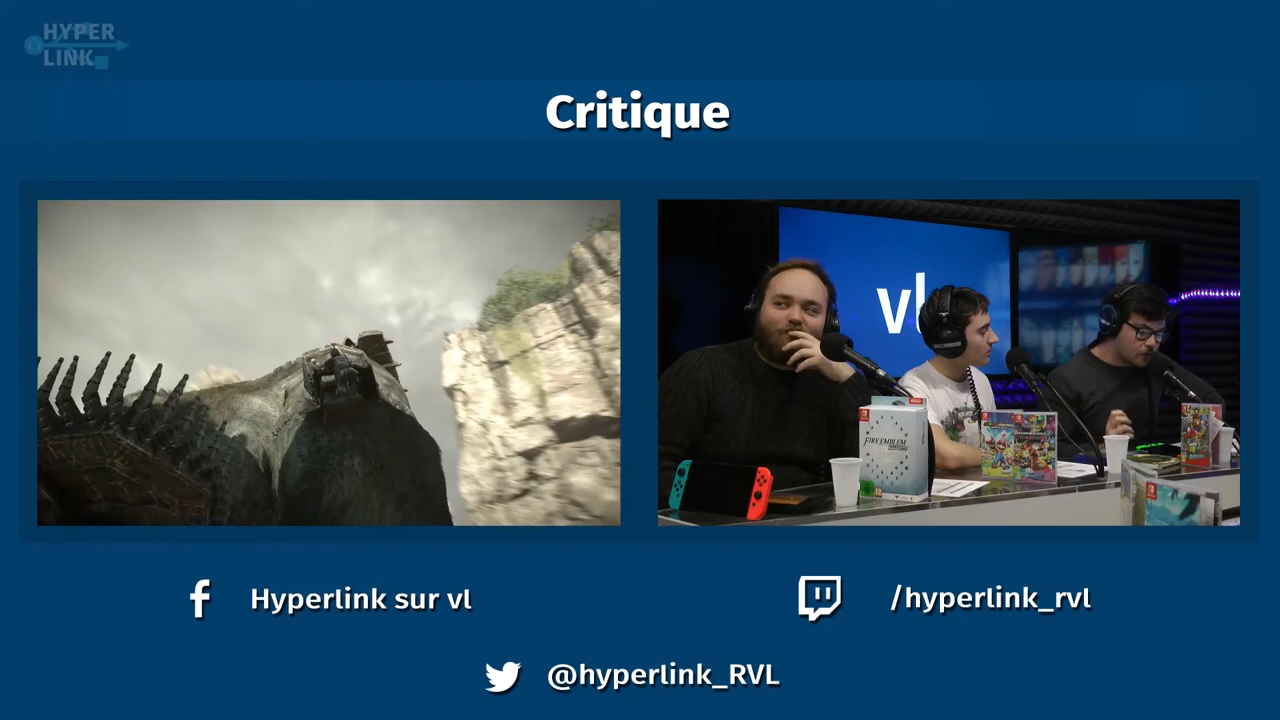 HYPER
LINK
Critique
vl
FIRE EMBLEM
Hyperlink sur vl
/hyperlink_rvl
@hyperlink_RVL